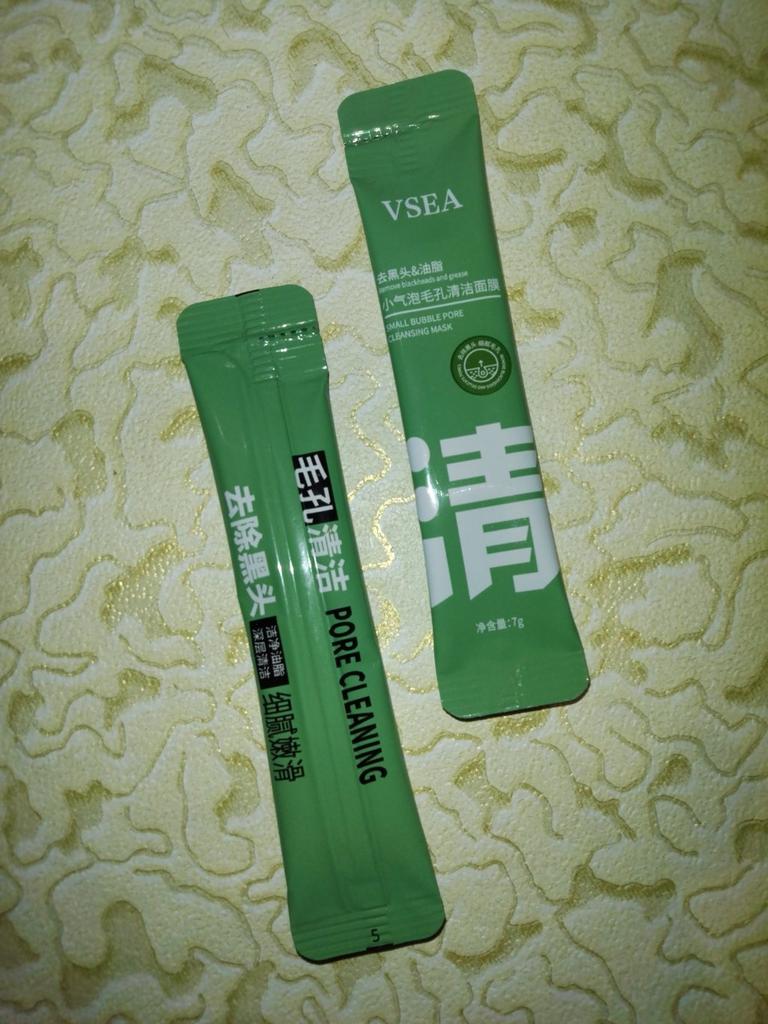 VSEA
去黑头&油脂
remove blackheads and grease
小气泡毛孔清洁面膜
SMALL BUBBLE PORE
CLEANSING MASK
清
净含量:7g
毛孔清洁 PORE CLEANING
去除黑头
洁净油脂
深层清洁
细腻嫩滑
5